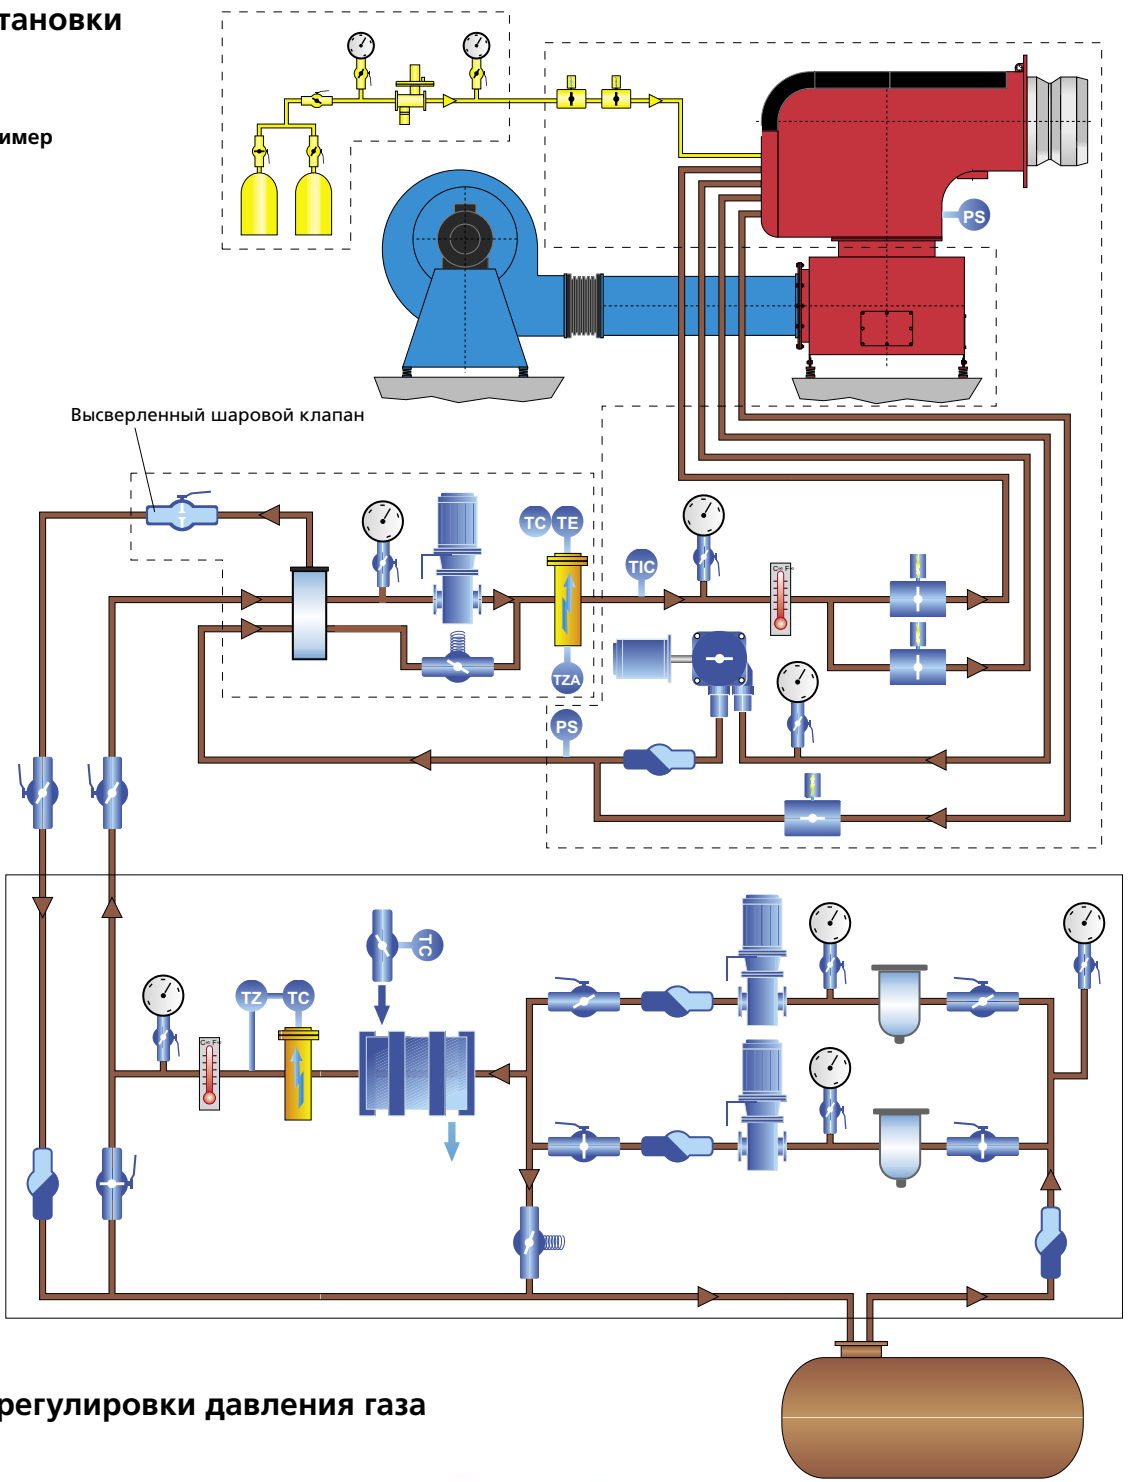 тановки
имер
PS
Высверленный шаровой клапан
TC
TE
TIC
C° F°
TZA
PS
TC
TZ
TC
C° F°
регулировки давления газа